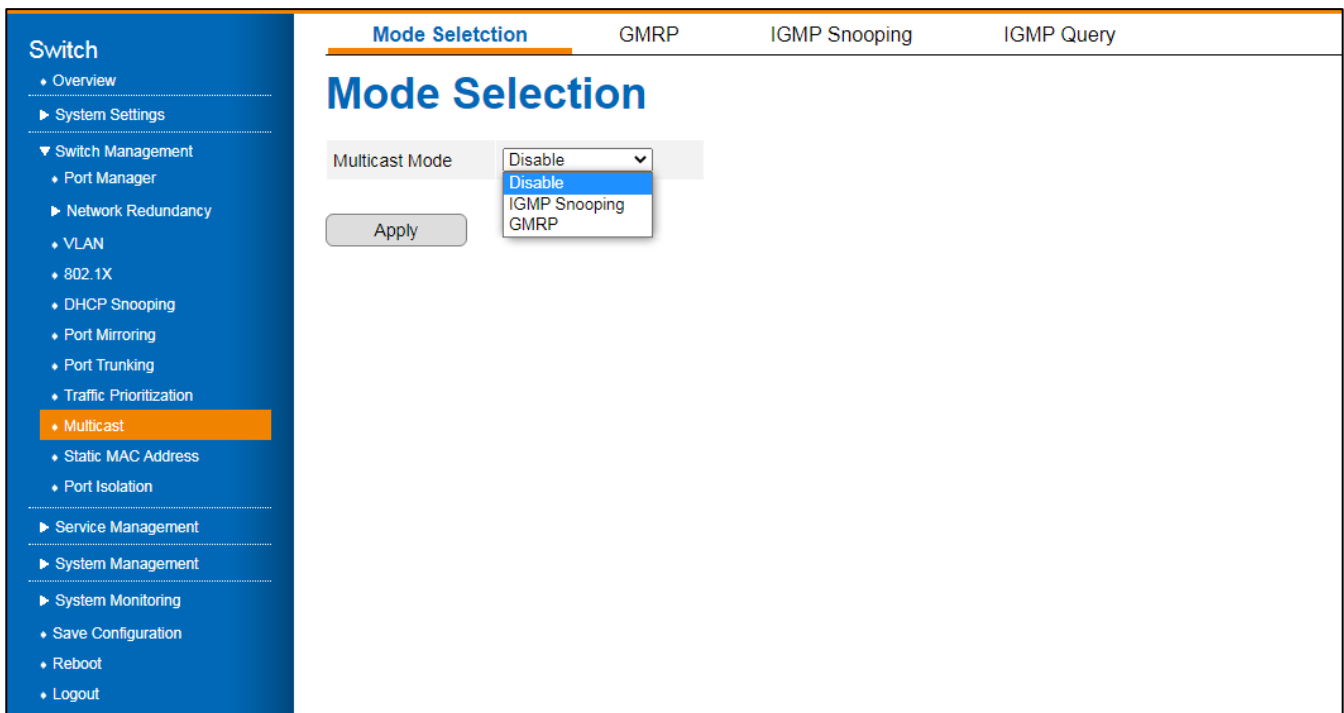 Switch
Overview
System Settings
Switch Management
Port Manager
Network Redundancy
VLAN
802.1X
DHCP Snooping
Port Mirroring
Port Trunking
Traffic Prioritization
Multicast
Static MAC Address
Port Isolation
Service Management
System Management
System Monitoring
Save Configuration
Reboot
Logout
Mode Seletction GMRP IGMP Snooping IGMP Query
Mode Selection
Multicast Mode Disable
Disable
IGMP Snooping
GMRP
Apply